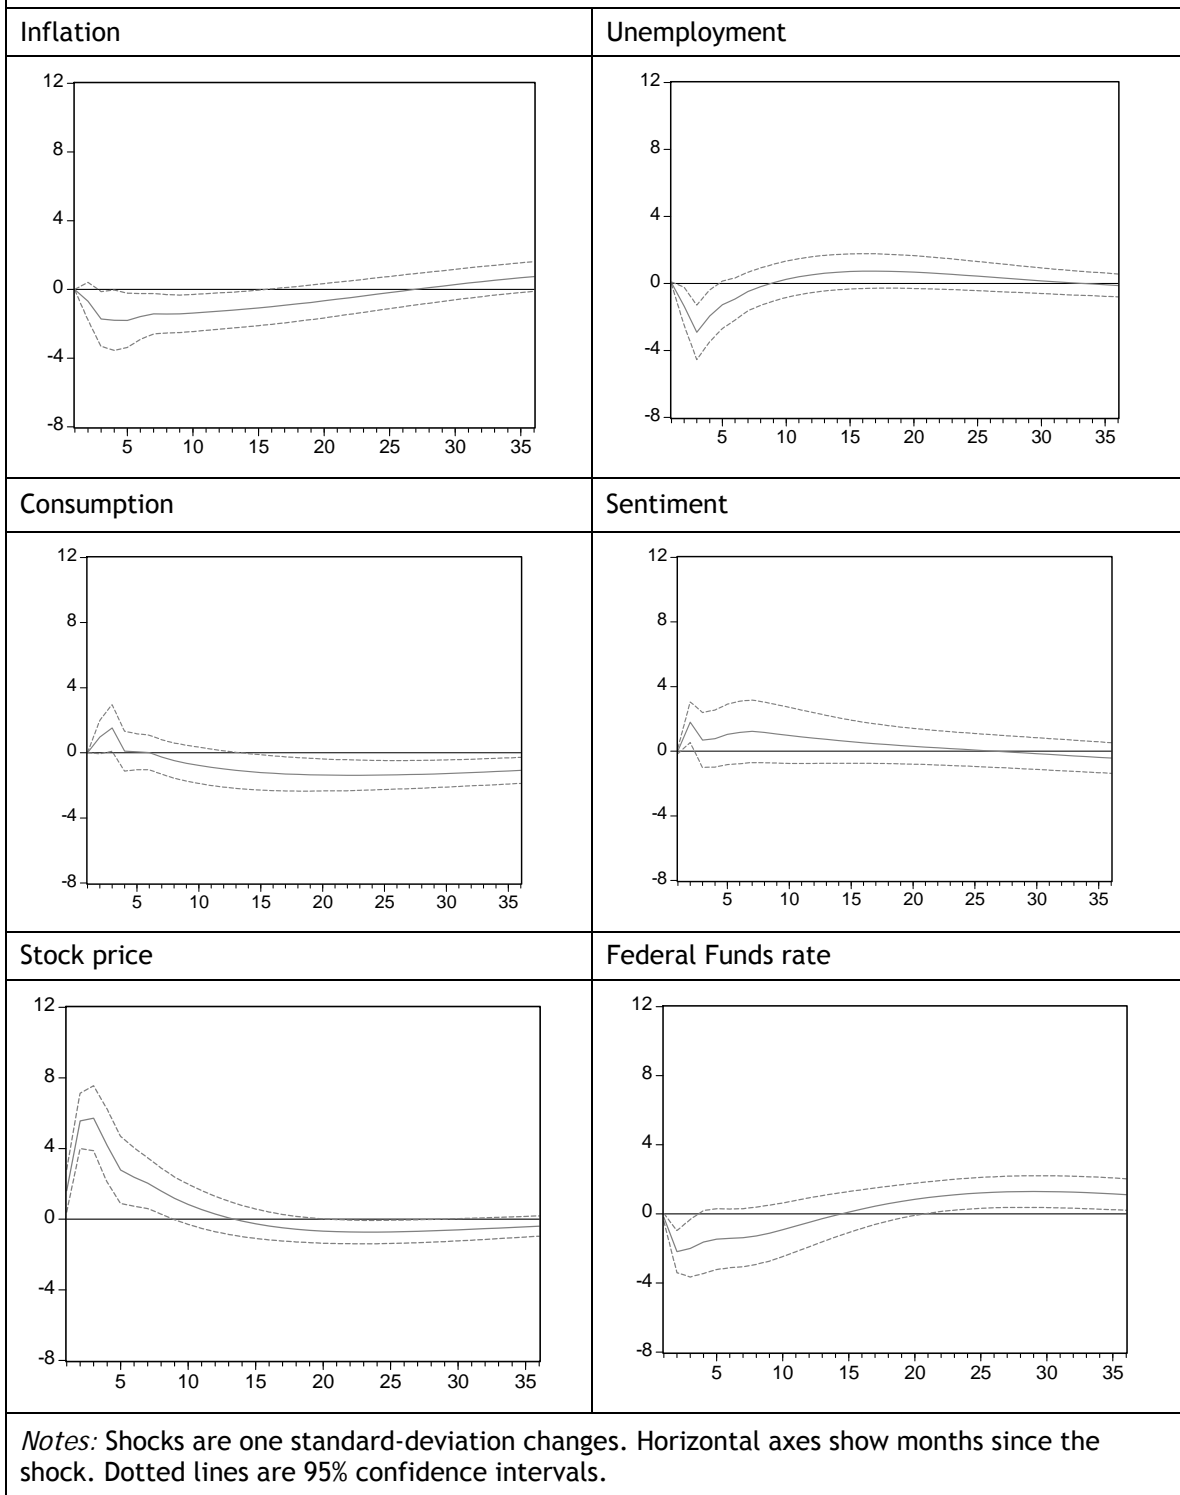 Inflation
Unemployment
12
8
4
0
-4
-8
5 10 15 20 25 30 35
12
8
4
0
-4
-8
5 10 15 20 25 30 35
Consumption
Sentiment
12
8
4
0
-4
-8
5 10 15 20 25 30 35
12
8
4
0
-4
-8
5 10 15 20 25 30 35
Stock price
Federal Funds rate
12
8
4
0
-4
-8
5 10 15 20 25 30 35
12
8
4
0
-4
-8
5 10 15 20 25 30 35
Notes: Shocks are one standard-deviation changes. Horizontal axes show months since the
shock. Dotted lines are 95% confidence intervals.